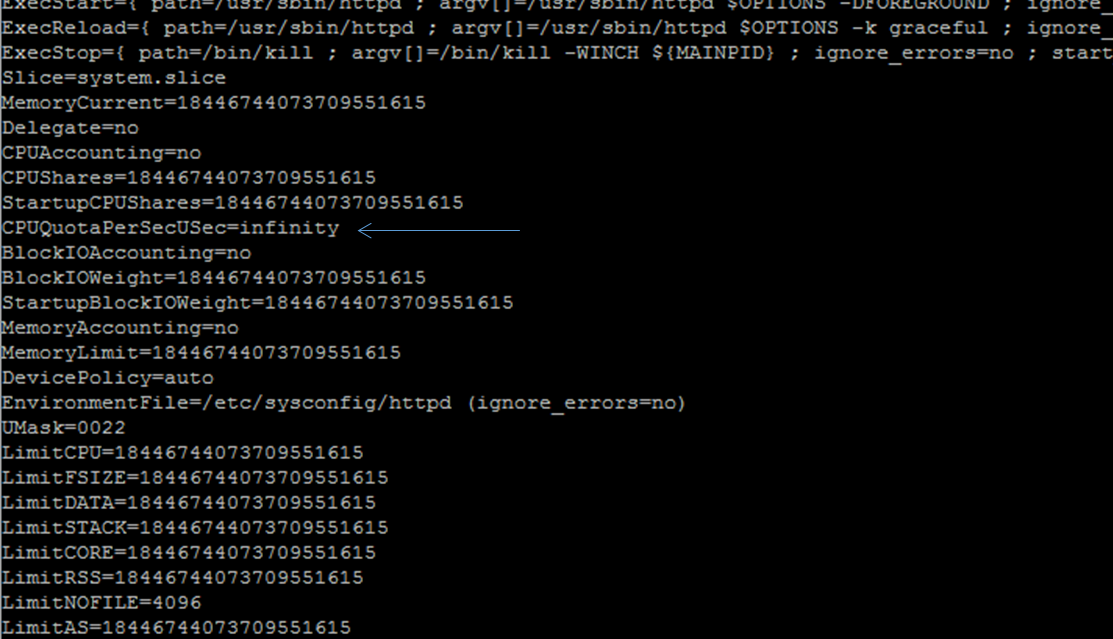 ExecStart={ path=/usr/sbin/httpd ; argv[]=/usr/sbin/httpd $OPTIONS -DFOREGROUND ; ignore_
ExecReload={ path=/usr/sbin/httpd ; argv[]=/usr/sbin/httpd $OPTIONS -k graceful ; ignore_
ExecStop={ path=/bin/kill ; argv[]=/bin/kill -WINCH ${MAINPID} ; ignore_errors=no ; start
Slice=system.slice
MemoryCurrent=18446744073709551615
Delegate=no
CPUAccounting=no
CPUShares=18446744073709551615
StartupCPUShares=18446744073709551615
CPUQuotaPerSecUSec=infinity
BlockIOAccounting=no
BlockIOWeight=18446744073709551615
StartupBlockIOWeight=18446744073709551615
MemoryAccounting=no
MemoryLimit=18446744073709551615
DevicePolicy=auto
EnvironmentFile=/etc/sysconfig/httpd (ignore_errors=no)
UMask=0022
LimitCPU=18446744073709551615
LimitFSIZE=18446744073709551615
LimitDATA=18446744073709551615
LimitSTACK=18446744073709551615
LimitCORE=18446744073709551615
LimitRSS=18446744073709551615
LimitNOFILE=4096
LimitAS=18446744073709551615